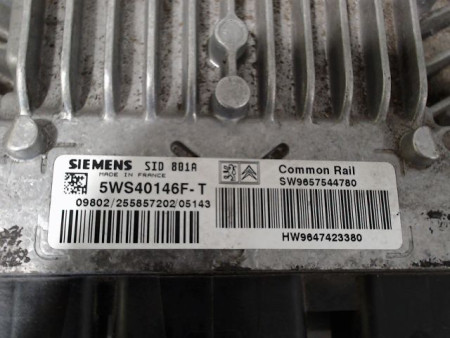 SIEMENS SID 801A
MADE IN FRANCE
5WS40146F-T
09802/255857202/05143
Common Rail
SW9657544780
HW9647423380